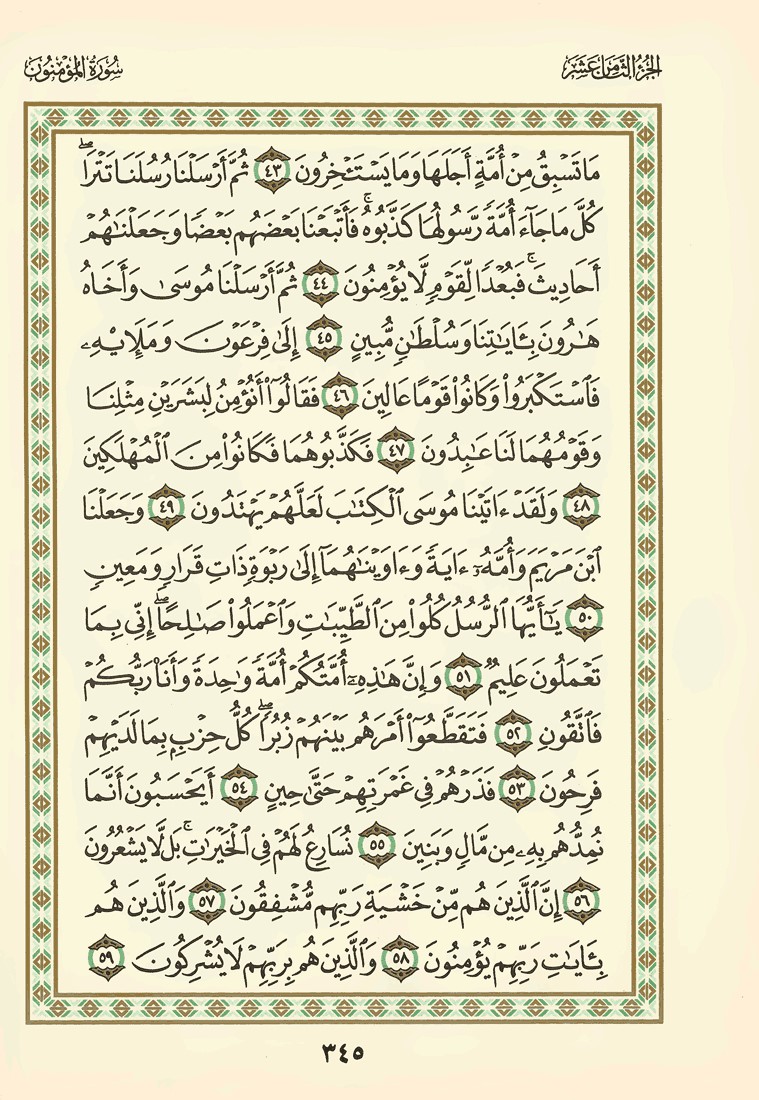 الجزء الثامن عشر
سورة المؤمنون
مَا تَسْبِقُ مِنْ أُمَّةٍ أَجَلَهَا وَمَا يَسْتَـْٔخِرُونَ ٤٣ ثُمَّ أَرْسَلْنَا رُسُلَنَا تَتْرَاۖ
كُلَّ مَا جَآءَ أُمَّةً رَّسُولُهَا كَذَّبُوهُۚ فَأَتْبَعْنَا بَعْضَهُم بَعْضًا وَجَعَلْنَٰهُمْ
أَحَادِيثَۚ فَبُعْدًا لِّقَوْمٍ لَّا يُؤْمِنُونَ ٤٤ ثُمَّ أَرْسَلْنَا مُوسَىٰ وَأَخَاهُ
هَٰرُونَ بِـَٔايَٰتِنَا وَسُلْطَٰنٍ مُّبِينٍ ٤٥ إِلَىٰ فِرْعَوْنَ وَمَلَإِي۟هِۦ
فَٱسْتَكْبَرُوا۟ وَكَانُوا۟ قَوْمًا عَالِينَ ٤٦ فَقَالُوٓا۟ أَنُؤْمِنُ لِبَشَرَيْنِ مِثْلِنَا
وَقَوْمُهُمَا لَنَا عَٰبِدُونَ ٤٧ فَكَذَّبُوهُمَا فَكَانُوا۟ مِنَ ٱلْمُهْلَكِينَ
٤٨ وَلَقَدْ ءَاتَيْنَا مُوسَى ٱلْكِتَٰبَ لَعَلَّهُمْ يَهْتَدُونَ ٤٩ وَجَعَلْنَا
ٱبْنَ مَرْيَمَ وَأُمَّهُۥٓ ءَايَةً وَءَاوَيْنَٰهُمَآ إِلَىٰ رَبْوَةٍ ذَاتِ قَرَارٍ وَمَعِينٍ
٥٠ يَٰٓأَيُّهَا ٱلرُّسُلُ كُلُوا۟ مِنَ ٱلطَّيِّبَٰتِ وَٱعْمَلُوا۟ صَٰلِحًاۖ إِنِّى بِمَا
تَعْمَلُونَ عَلِيمٌ ٥١ وَإِنَّ هَٰذِهِۦٓ أُمَّتُكُمْ أُمَّةً وَٰحِدَةً وَأَنَا۠ رَبُّكُمْ
فَٱتَّقُونِ ٥٢ فَتَقَطَّعُوٓا۟ أَمْرَهُم بَيْنَهُمْ زُبُرًاۖ كُلُّ حِزْبٍۭ بِمَا لَدَيْهِمْ
فَرِحُونَ ٥٣ فَذَرْهُمْ فِى غَمْرَتِهِمْ حَتَّىٰ حِينٍ ٥٤ أَيَحْسَبُونَ أَنَّمَا
نُمِدُّهُم بِهِۦ مِن مَّالٍ وَبَنِينَ ٥٥ نُسَارِعُ لَهُمْ فِى ٱلْخَيْرَٰتِۚ بَل لَّا يَشْعُرُونَ
٥٦ إِنَّ ٱلَّذِينَ هُم مِّنْ خَشْيَةِ رَبِّهِم مُّشْفِقُونَ ٥٧ وَٱلَّذِينَ هُم
بِـَٔايَٰتِ رَبِّهِمْ يُؤْمِنُونَ ٥٨ وَٱلَّذِينَ هُم بِرَبِّهِمْ لَا يُشْرِكُونَ ٥٩
٣٤٥